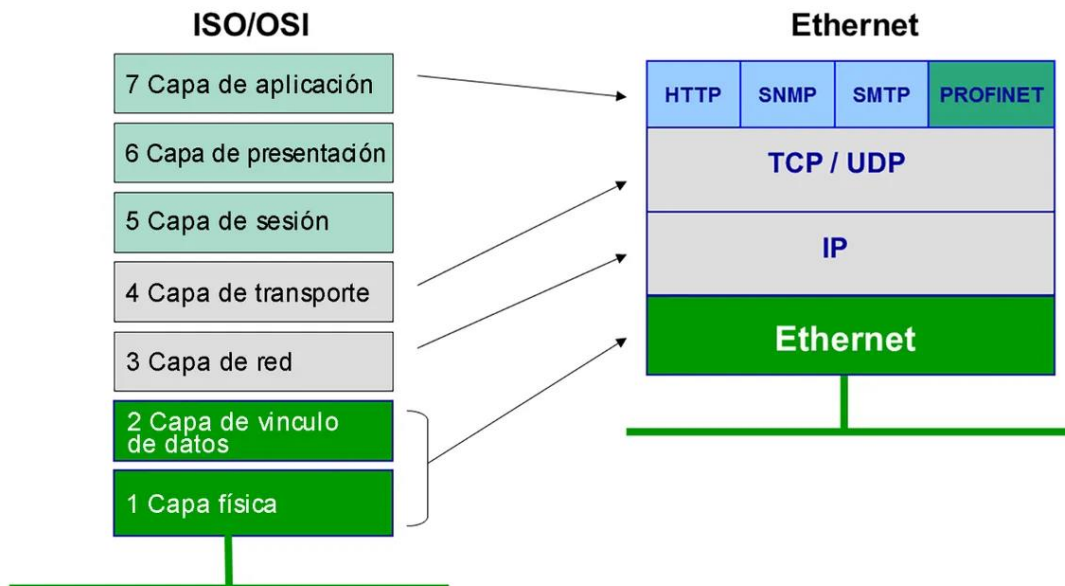 ISO/OSI
7 Capa de aplicación
6 Capa de presentación
5 Capa de sesión
4 Capa de transporte
3 Capa de red
2 Capa de vinculo
de datos
1 Capa física
Ethernet
HTTP SNMP SMTP PROFINET
TCP / UDP
IP
Ethernet